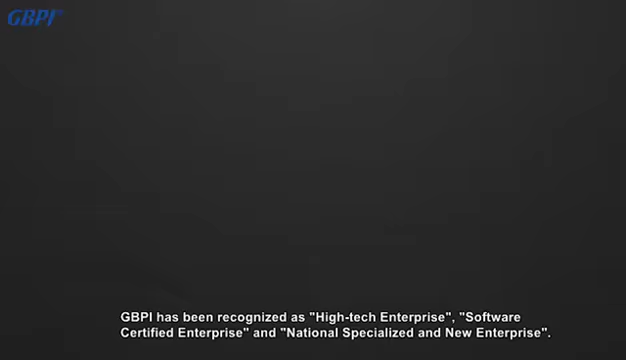 GBPI
GBPI has been recognized as "High-tech Enterprise", "Software
Certified Enterprise" and "National Specialized and New Enterprise".